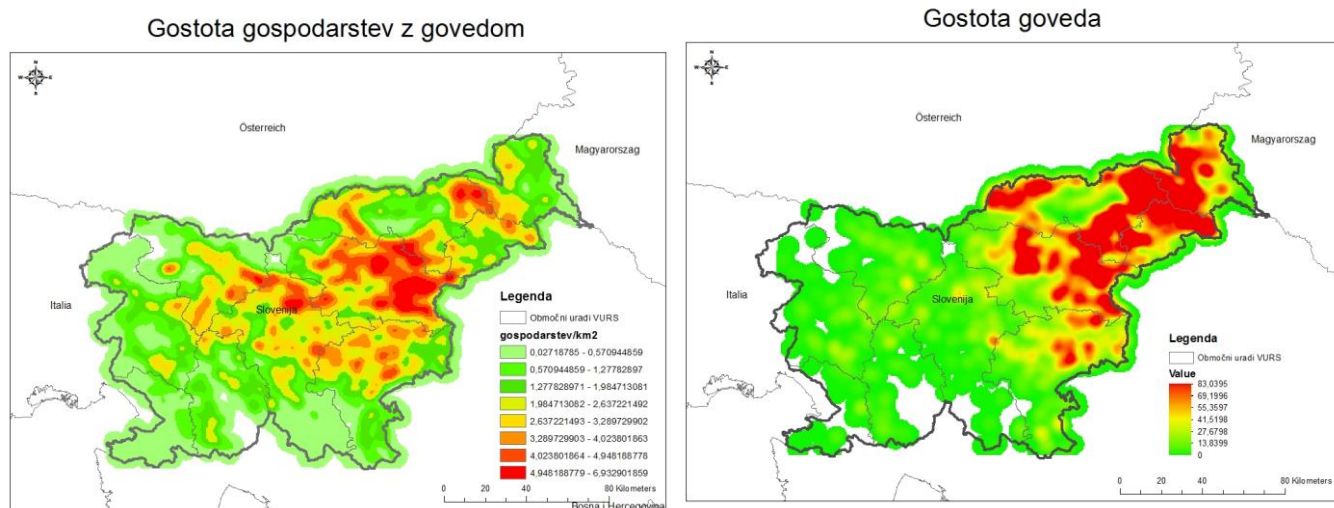 Gostota gospodarstev z govedom
N
W E
S
Österreich
Magyarország
Italia
Slovenija
Legenda
Območni uradi VURS
gospodarstev/km2
0,02718785 - 0,570944859
0,570944859 - 1,27782897
1,277828971 - 1,984713081
1,984713082 - 2,637221492
2,637221493 - 3,289729902
3,289729903 - 4,023801863
4,023801864 - 4,948188778
4,948188779 - 6,932901859
0 20 40 80 Kilometers
Bosna i Hercegovina
Gostota goveda
N
W E
S
Österreich
Magyarország
Italia
Slovenija
Legenda
Območni uradi VURS
Value
83,0395
69,1996
55,3597
41,5198
27,6798
13,8399
0
0 20 40 80 Kilometers